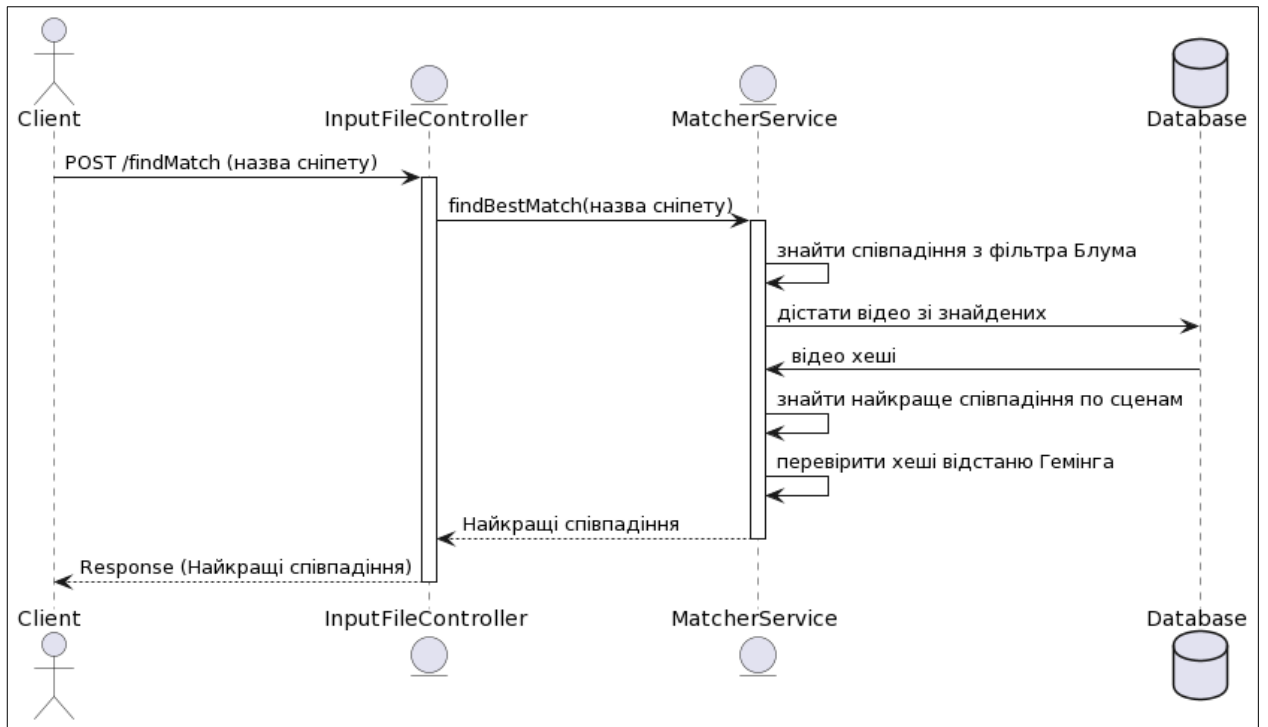 Client
InputFileController
MatcherService
Database
POST /findMatch (назва сніпету)
findBestMatch(назва сніпету)
знайти співпадіння з фільтра Блума
дістати відео зі знайдених
відео хеші
знайти найкраще співпадіння по сценам
перевірити хеші відстаню Гемінга
Найкращі співпадіння
Response (Найкращі співпадіння)
Client
InputFileController
MatcherService
Database